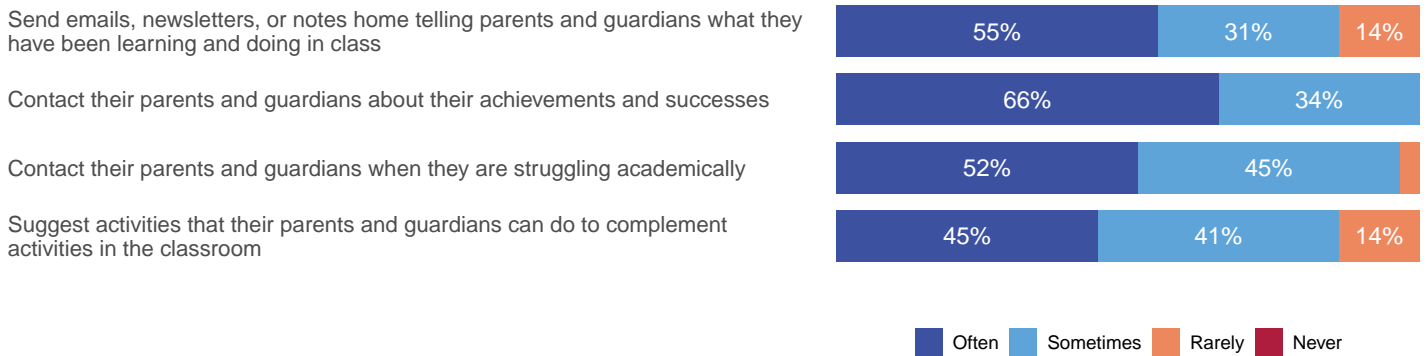 Send emails, newsletters, or notes home telling parents and guardians what they
have been learning and doing in class
55% 31% 14%
Contact their parents and guardians about their achievements and successes
66% 34%
Contact their parents and guardians when they are struggling academically
52% 45%
Suggest activities that their parents and guardians can do to complement
activities in the classroom
45% 41% 14%
Often Sometimes Rarely Never